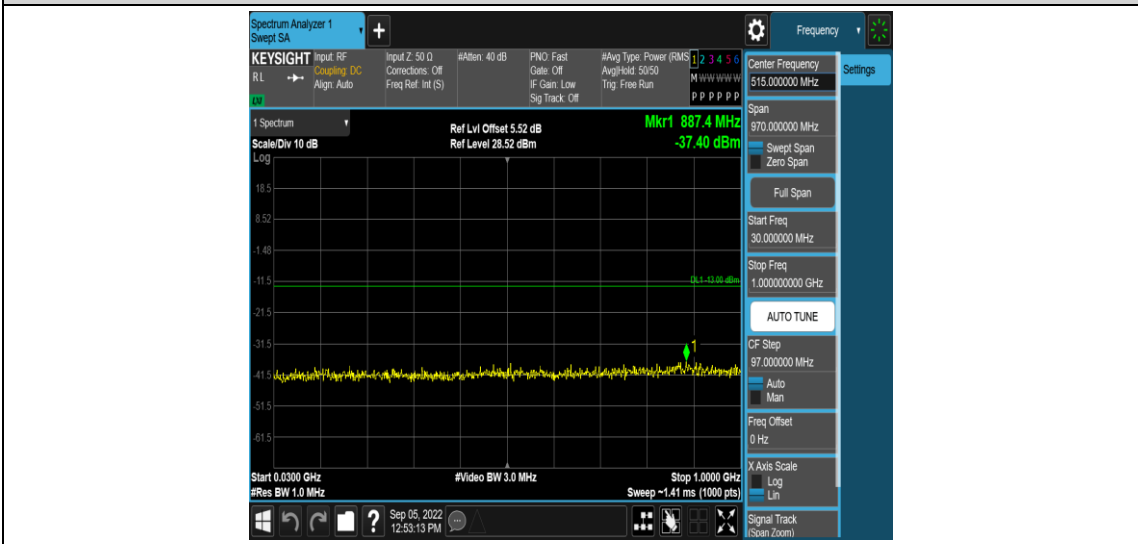 Spectrum Analyzer 1
Swept SA
+
Frequency
KEYSIGHT
Input: RF
Input Z: 50 Ω
#Atten: 40 dB
PNO: Fast
#Avg Type: Power (RMS
1 2 3 4 5 6
RL
Coupling: DC
Corrections: Off
Gate: Off
Avg|Hold: 50/50
M W W W W W
Align: Auto
Freq Ref: Int (S)
IF Gain: Low
Trig: Free Run
Sig Track: Off
P P P P P P
LXI
Center Frequency
515.000000 MHz
Settings
Span
970.000000 MHz
Swept Span
Zero Span
Full Span
Start Freq
30.000000 MHz
Stop Freq
1.000000000 GHz
AUTO TUNE
CF Step
97.000000 MHz
Auto
Man
Freq Offset
0 Hz
X Axis Scale
Log
Lin
Signal Track
(Span Zoom)
1 Spectrum
Ref Lvl Offset 5.52 dB
Mkr1 887.4 MHz
Scale/Div 10 dB
Ref Level 28.52 dBm
-37.40 dBm
Log
18.5
8.52
-1.48
-11.5
DL1 -13.00 dBm
-21.5
-31.5
1
-41.5
-51.5
-61.5
Start 0.0300 GHz
#Video BW 3.0 MHz
Stop 1.0000 GHz
#Res BW 1.0 MHz
Sweep ~1.41 ms (1000 pts)
?
Sep 05, 2022
12:53:13 PM